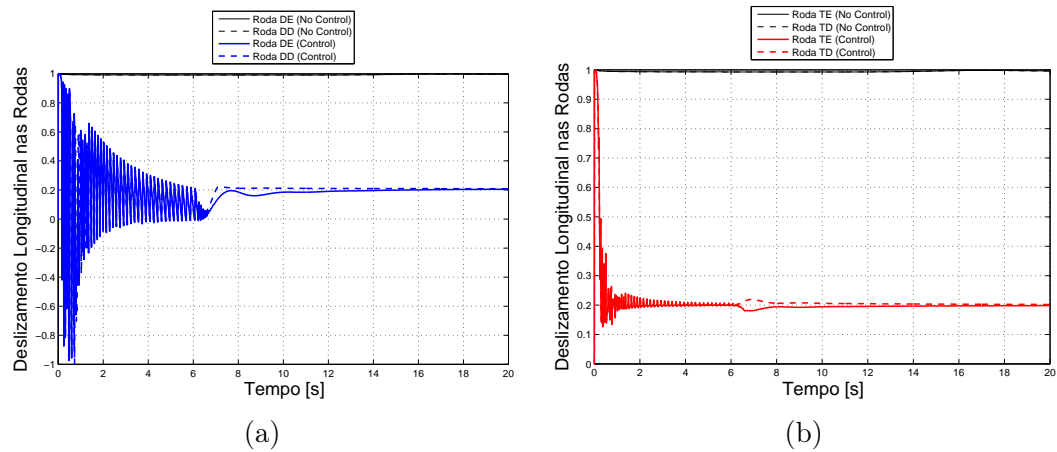 Roda DE (No Control)
Roda DD (No Control)
Roda DE (Control)
Roda DD (Control)
Deslizamento Longitudinal nas Rodas
1
0.8
0.6
0.4
0.2
0
−0.2
−0.4
−0.6
−0.8
−1
0 2 4 6 8 10 12 14 16 18 20
Tempo [s]
(a)
Roda TE (No Control)
Roda TD (No Control)
Roda TE (Control)
Roda TD (Control)
Deslizamento Longitudinal nas Rodas
1
0.9
0.8
0.7
0.6
0.5
0.4
0.3
0.2
0.1
0
0 2 4 6 8 10 12 14 16 18 20
Tempo [s]
(b)